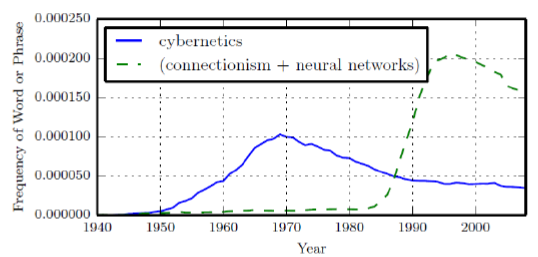 0.000250
0.000200
0.000150
0.000100
0.000050
0.000000
Frequency of Word or Phrase
cybernetics
(connectionism + neural networks)
1940 1950 1960 1970 1980 1990 2000
Year